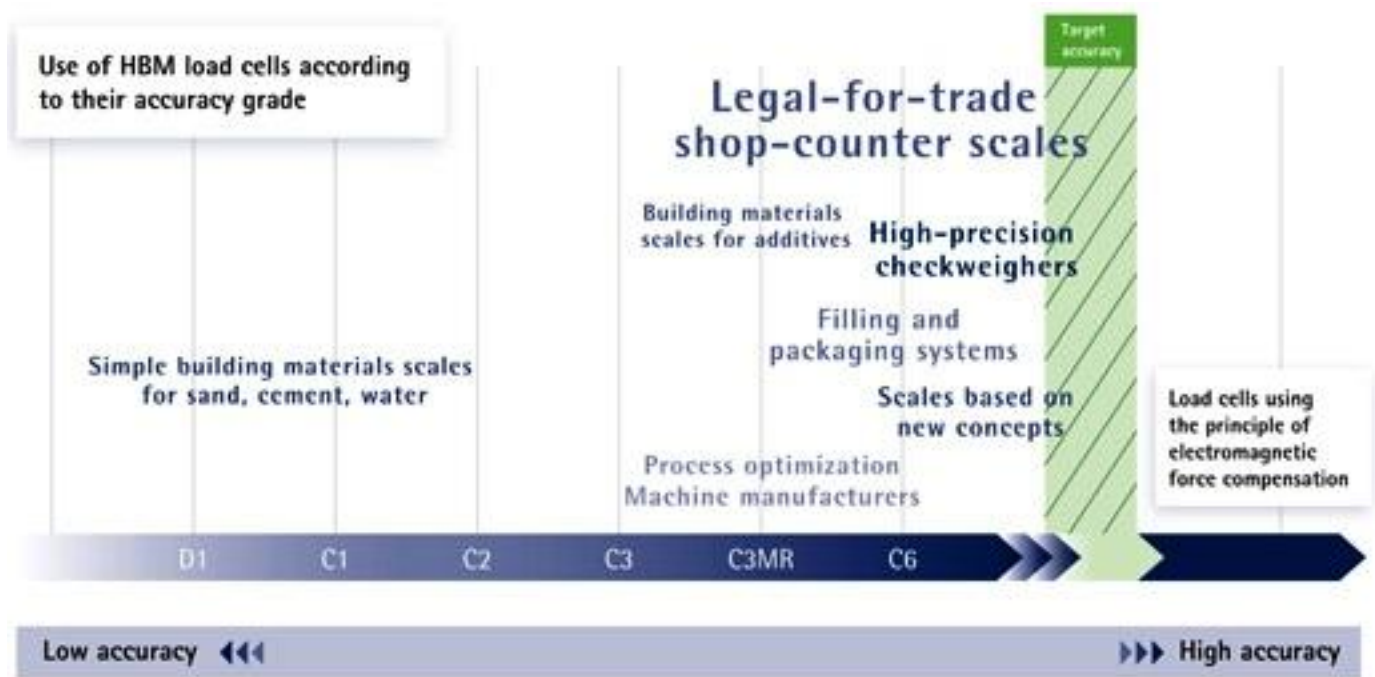 Use of HBM load cells according
to their accuracy grade
Target
accuracy
Legal-for-trade
shop-counter scales
Building materials
scales for additives
High-precision
checkweighers
Filling and
packaging systems
Simple building materials scales
for sand, cement, water
Scales based on
new concepts
Load cells using
the principle of
electromagnetic
force compensation
Process optimization
Machine manufacturers
D1 C1 C2 C3 C3MR C6
Low accuracy High accuracy